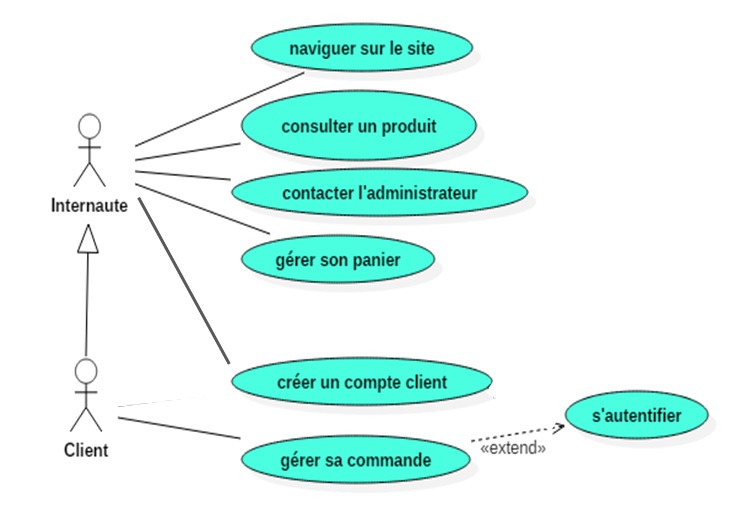 naviguer sur le site
consulter un produit
Internaute
contacter l'administrateur
gérer son panier
créer un compte client
s'autentifier
Client
gérer sa commande
«extend»